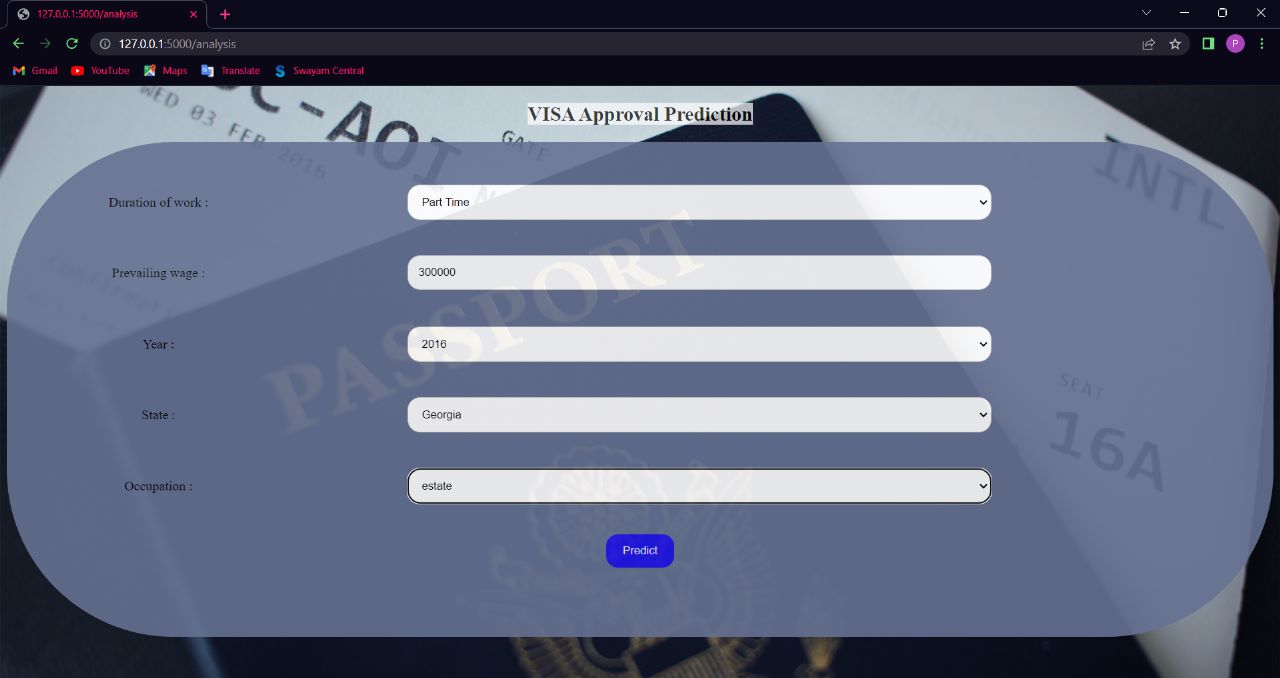 127.0.0.1:5000/analysis
127.0.0.1:5000/analysis
P
Gmail YouTube Maps Translate Swayam Central
VISA Approval Prediction
WED 03 FEB 2016
-AOI
GATE
INTL
PASSPORT
Duration of work : Part Time
Prevailing wage : 300000
Year : 2016
State : Georgia
SEAT
16A
Occupation : estate
Predict